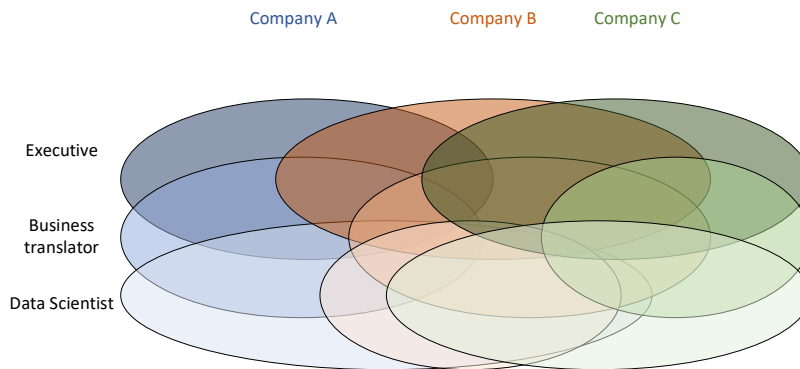 Company A
Company B
Company C
Executive
Business
translator
Data Scientist